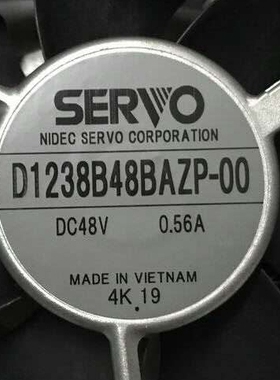 SERVO
NIDEC SERVO CORPORATION
D1238B48BAZP-00
DC48V 0.56A
MADE IN VIETNAM
4K.19